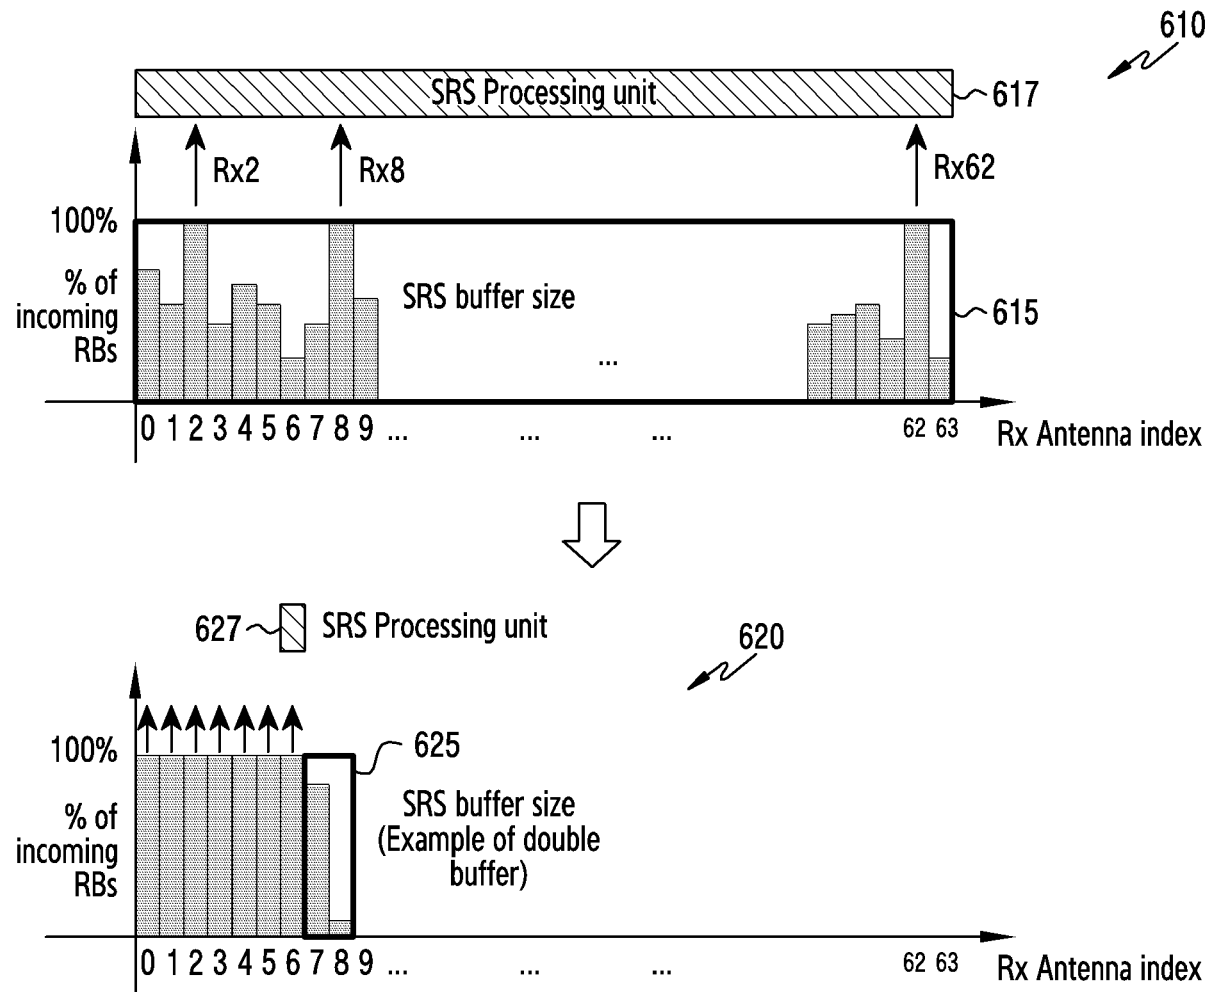 610
SRS Processing unit
617
Rx2
Rx8
Rx62
100%
% of
incoming
RBs
SRS buffer size
615
...
0 1 2 3 4 5 6 7 8 9 ... ... ... 62 63
Rx Antenna index
627
SRS Processing unit
620
100%
625
% of
incoming
RBs
SRS buffer size
(Example of double
buffer)
0 1 2 3 4 5 6 7 8 9 ... ... ... 62 63
Rx Antenna index